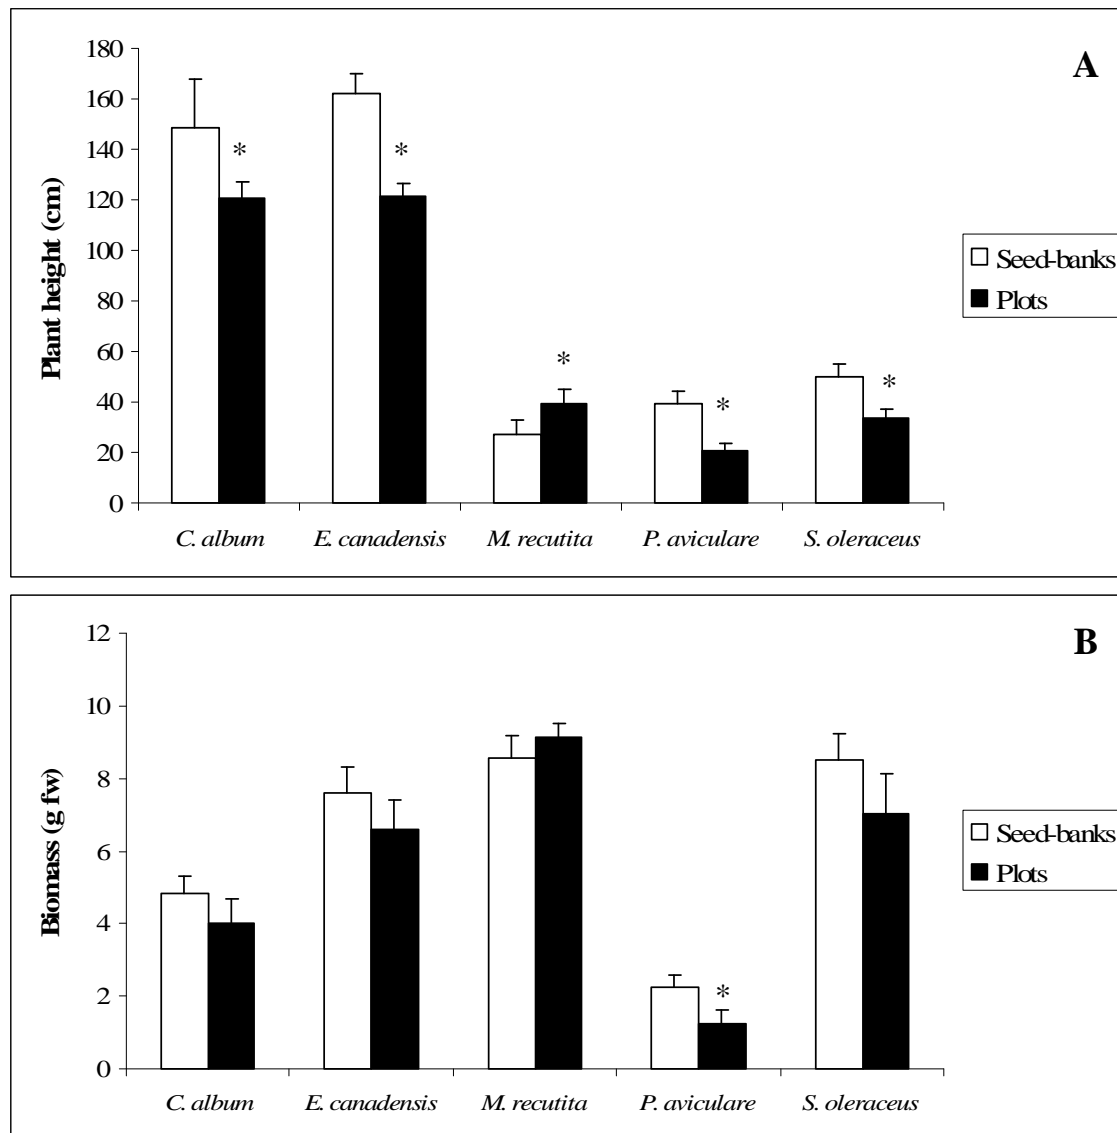 A
180
160
140
120
100
80
60
40
20
0
Plant height (cm)
*
*
*
*
*
C. album E. canadensis M. recutita P. aviculare S. oleraceus
Seed-banks
Plots
B
12
10
8
6
4
2
0
Biomass (g fw)
*
C. album E. canadensis M. recutita P. aviculare S. oleraceus
Seed-banks
Plots